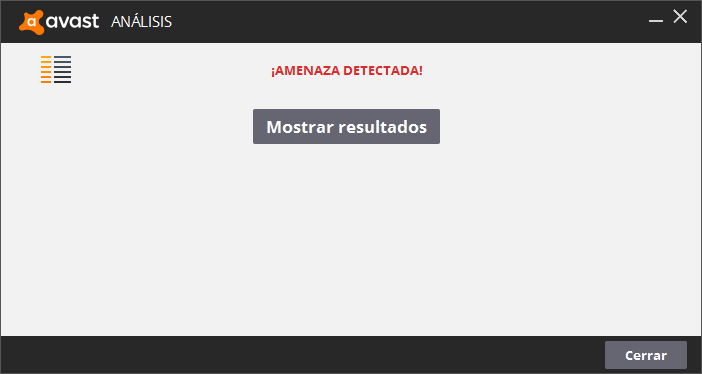 avast ANÁLISIS
¡AMENAZA DETECTADA!
Mostrar resultados
Cerrar